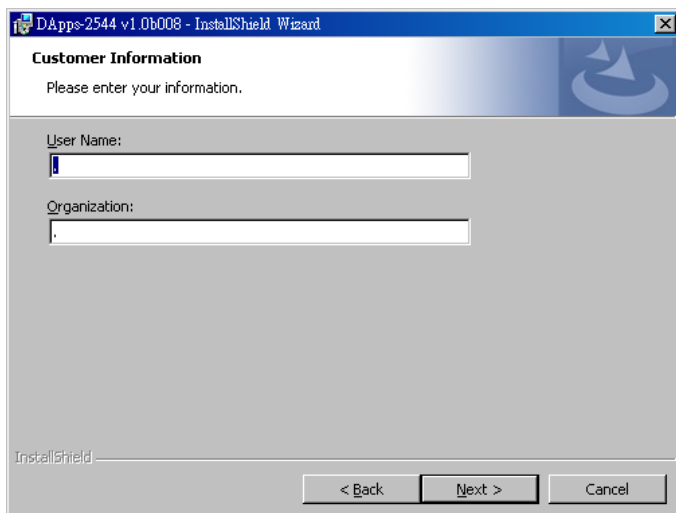 DApps-2544 v1.0b008 - InstallShield Wizard
Customer Information
Please enter your information.
User Name:
.
Organization:
.
InstallShield
< Back Next > Cancel